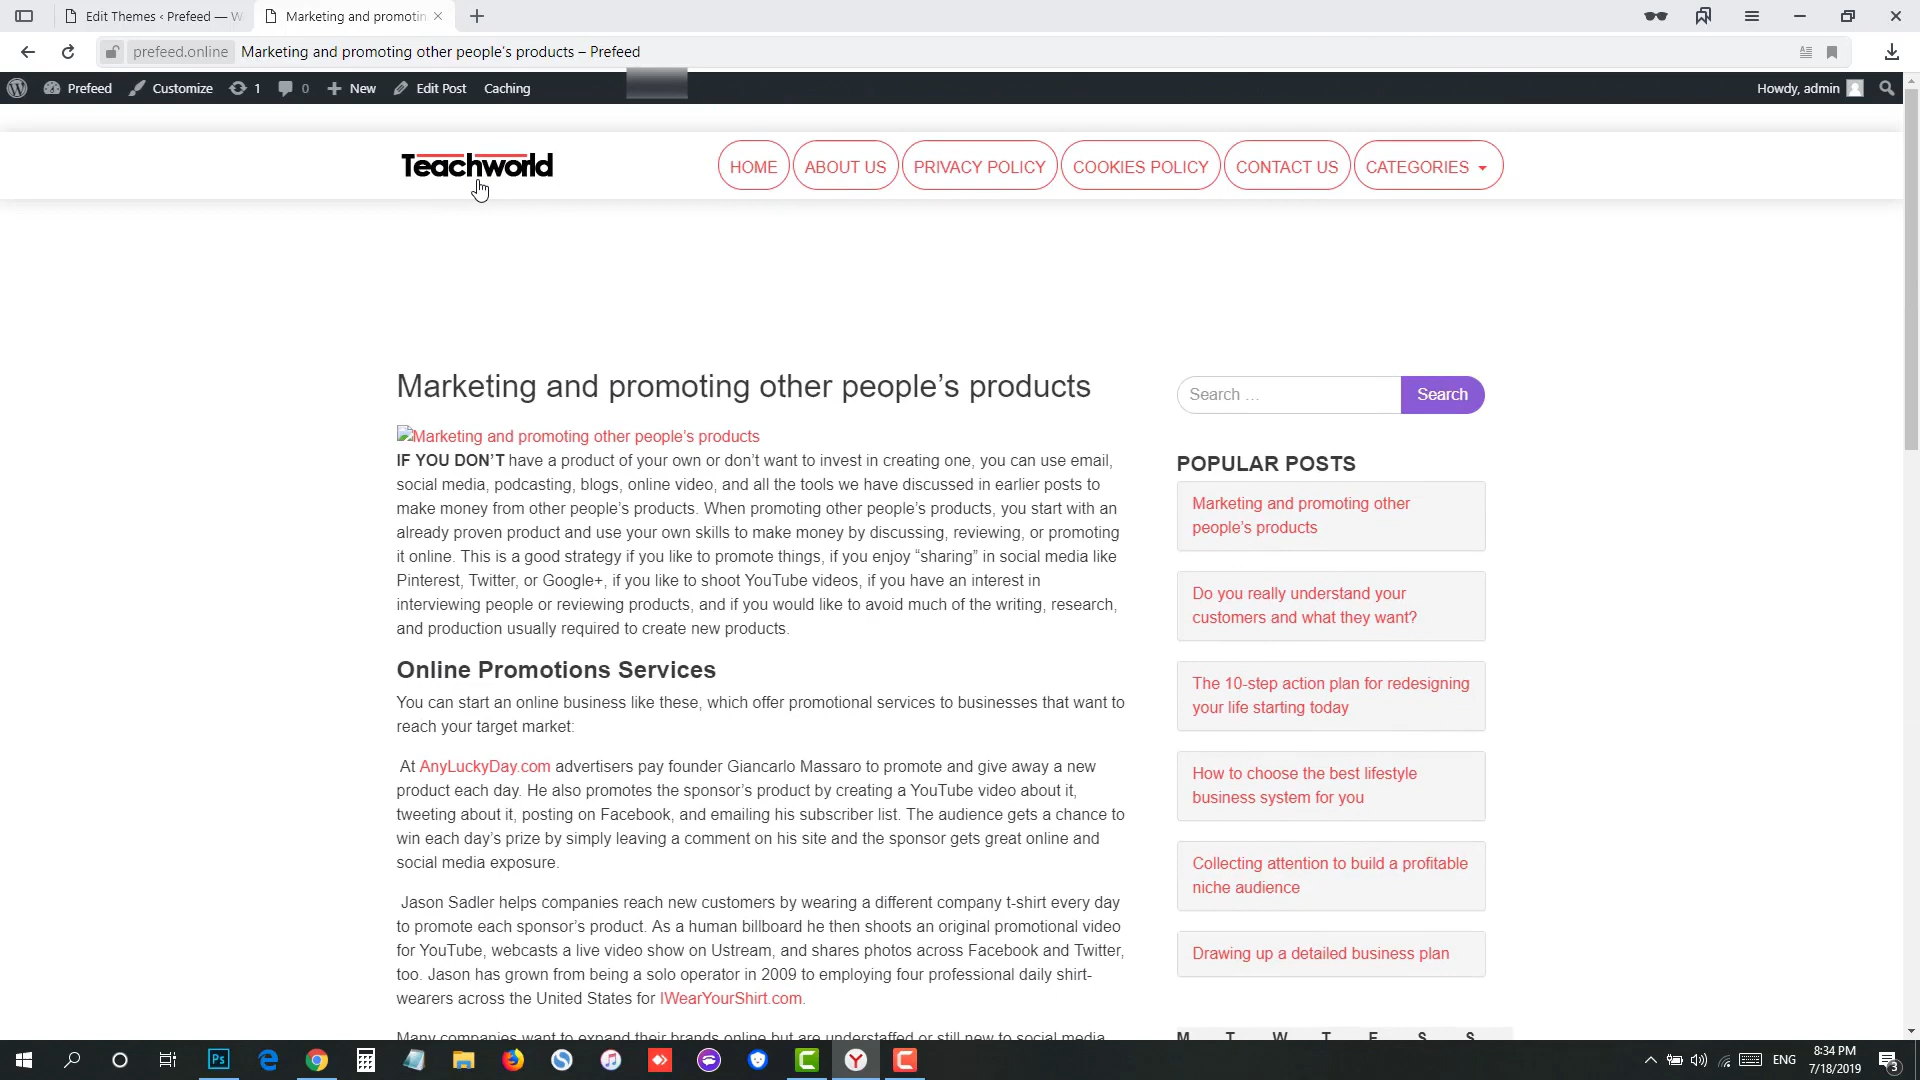 Edit Themes ‹ Prefeed — W
Marketing and promotin
prefeed.online
Marketing and promoting other people’s products – Prefeed
Prefeed
Customize
1
0
New
Edit Post
Caching
Howdy, admin
Teachworld
HOME
ABOUT US
PRIVACY POLICY
COOKIES POLICY
CONTACT US
CATEGORIES
Marketing and promoting other people’s products
Marketing and promoting other people’s products
IF YOU DON’T have a product of your own or don’t want to invest in creating one, you can use email,
social media, podcasting, blogs, online video, and all the tools we have discussed in earlier posts to
make money from other people’s products. When promoting other people’s products, you start with an
already proven product and use your own skills to make money by discussing, reviewing, or promoting
it online. This is a good strategy if you like to promote things, if you enjoy “sharing” in social media like
Pinterest, Twitter, or Google+, if you like to shoot YouTube videos, if you have an interest in
interviewing people or reviewing products, and if you would like to avoid much of the writing, research,
and production usually required to create new products.
Online Promotions Services
You can start an online business like these, which offer promotional services to businesses that want to
reach your target market:
At AnyLuckyDay.com advertisers pay founder Giancarlo Massaro to promote and give away a new
product each day. He also promotes the sponsor’s product by creating a YouTube video about it,
tweeting about it, posting on Facebook, and emailing his subscriber list. The audience gets a chance to
win each day’s prize by simply leaving a comment on his site and the sponsor gets great online and
social media exposure.
Jason Sadler helps companies reach new customers by wearing a different company t-shirt every day
to promote each sponsor’s product. As a human billboard he then shoots an original promotional video
for YouTube, webcasts a live video show on Ustream, and shares photos across Facebook and Twitter,
too. Jason has grown from being a solo operator in 2009 to employing four professional daily shirt-
wearers across the United States for IWearYourShirt.com.
Many companies want to expand their brands online but are understaffed or still new to social media
Search …
Search
POPULAR POSTS
Marketing and promoting other
people’s products
Do you really understand your
customers and what they want?
The 10-step action plan for redesigning
your life starting today
How to choose the best lifestyle
business system for you
Collecting attention to build a profitable
niche audience
Drawing up a detailed business plan
M T W T F S S
Ps
ENG
8:34 PM
7/18/2019
3